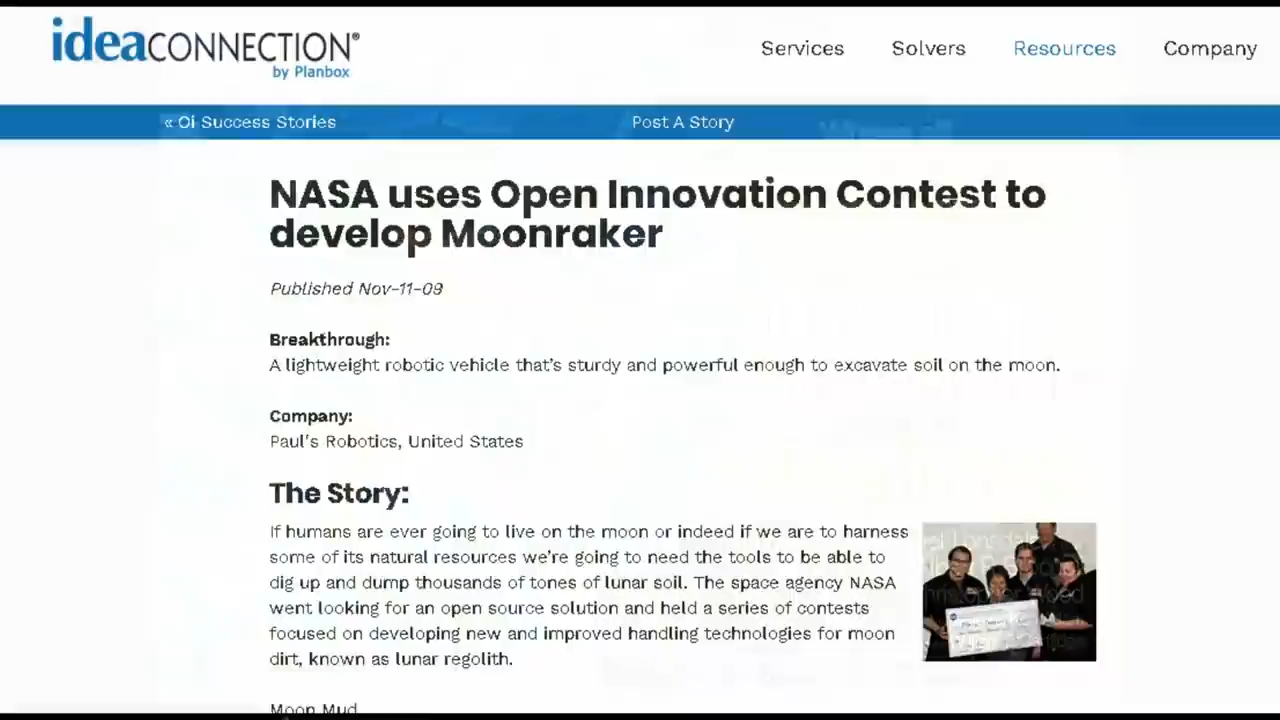 ideaCONNECTION®
by Planbox
Services Solvers Resources Company
« Oi Success Stories Post A Story
NASA uses Open Innovation Contest to
develop Moonraker
Published Nov-11-09
Breakthrough:
A lightweight robotic vehicle that's sturdy and powerful enough to excavate soil on the moon.
Company:
Paul's Robotics, United States
The Story:
If humans are ever going to live on the moon or indeed if we are to harness
some of its natural resources we're going to need the tools to be able to
dig up and dump thousands of tones of lunar soil. The space agency NASA
went looking for an open source solution and held a series of contests
focused on developing new and improved handling technologies for moon
dirt, known as lunar regolith.
Moon Mud